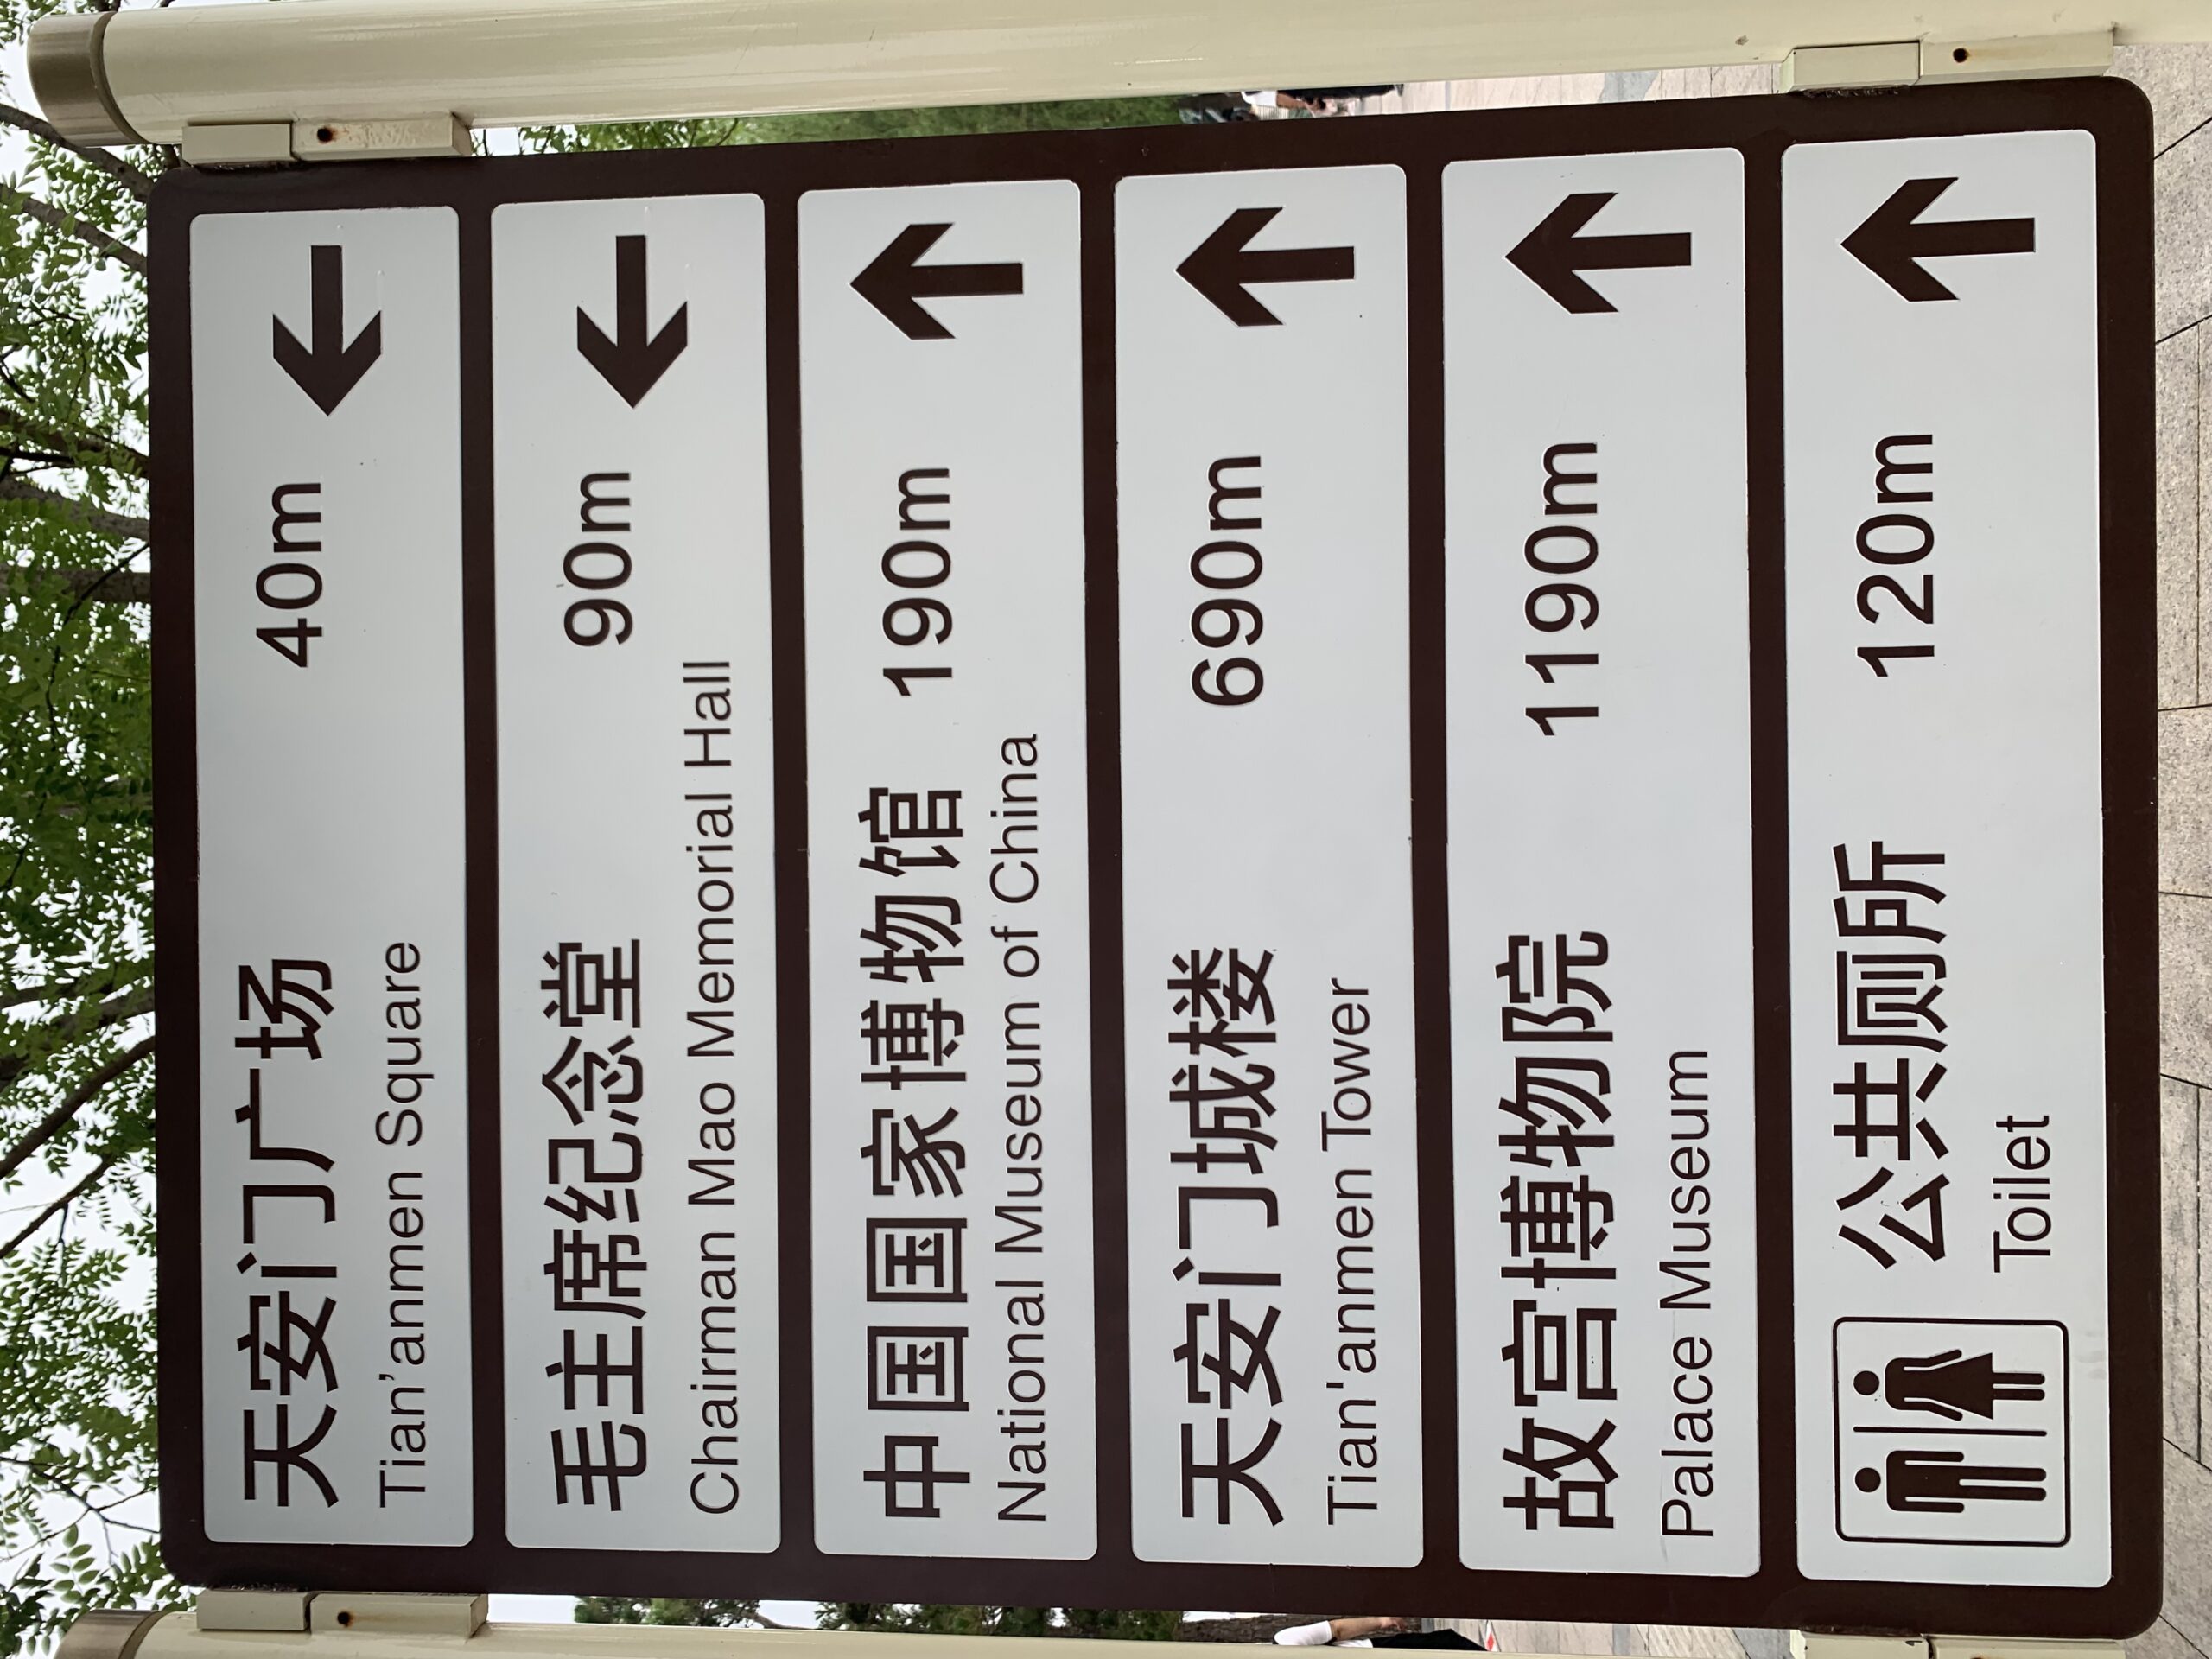 天安门广场 40m
Tian’anmen Square
毛主席纪念堂 90m
Chairman Mao Memorial Hall
中国国家博物馆 190m
National Museum of China
天安门城楼 690m
Tian'anmen Tower
故宫博物院 1190m
Palace Museum
公共厕所 120m
Toilet